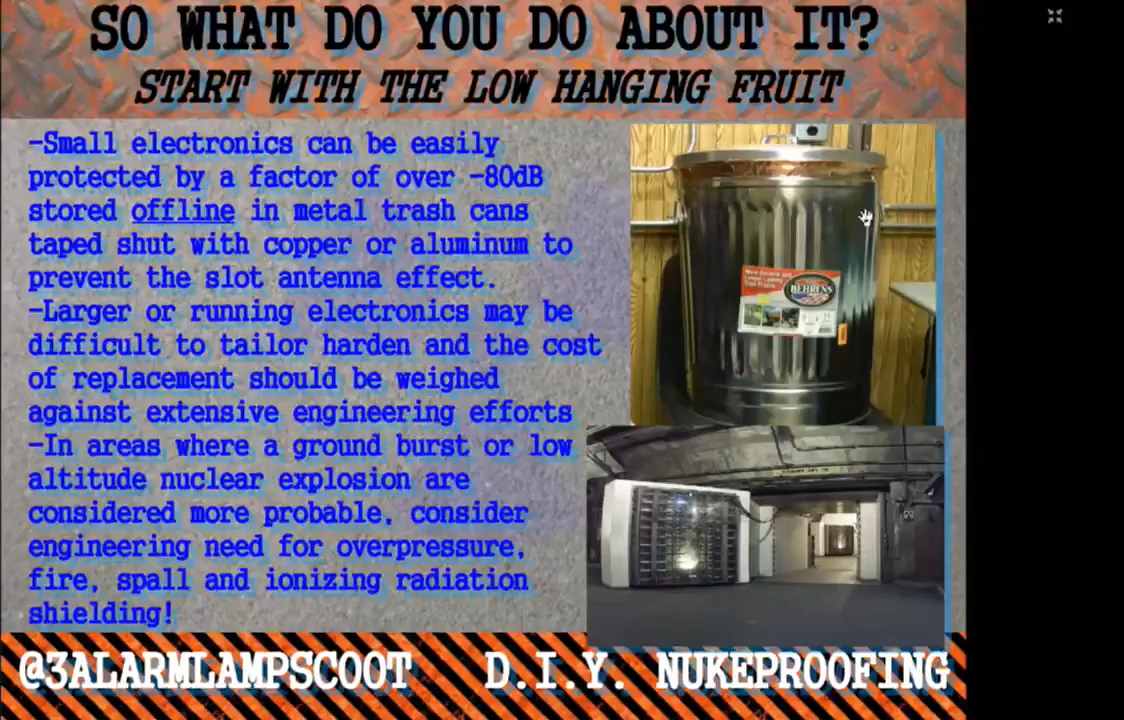 SO WHAT DO YOU DO ABOUT IT?
START WITH THE LOW HANGING FRUIT
-Small electronics can be easily
protected by a factor of over -80dB
stored offline in metal trash cans
taped shut with copper or aluminum to
prevent the slot antenna effect.
-Larger or running electronics may be
difficult to tailor harden and the cost
of replacement should be weighed
against extensive engineering efforts
-In areas where a ground burst or low
altitude nuclear explosion are
considered more probable, consider
engineering need for overpressure,
fire, spall and ionizing radiation
shielding!
BEHRENS
@3ALARMLAMPSCOOT D.I.Y. NUKEPROOFING